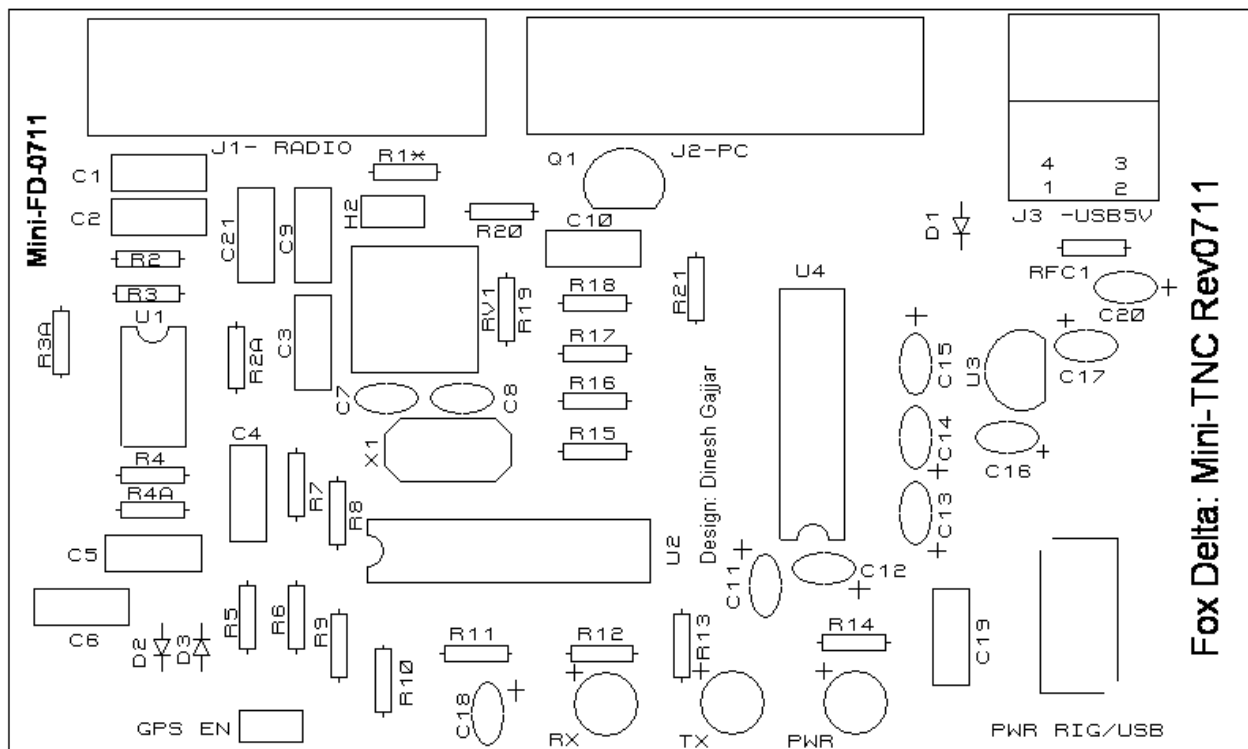 J1- RADIO
J2-PC
4 3
1 2
J3 -USB5V
Mini-FD-0711
Fox Delta: Mini-TNC Rev0711
Design: Dinesh Gajjar
C1
R1*
Q1
C2
H2
C21
C9
R20
C10
D1
R2
RFC1
R3
R18
R21
U4
C20
U1
RV1
R19
R3A
R2A
C3
R17
C15
U3
C17
C7
C8
R16
C4
X1
R15
C14
C16
R4
R7
R4A
R8
C13
C5
U2
C11
C12
C6
D2
D3
R5
R6
R9
R10
R11
R12
R13
R14
C19
C18
GPS EN
RX
TX
PWR
PWR RIG/USB